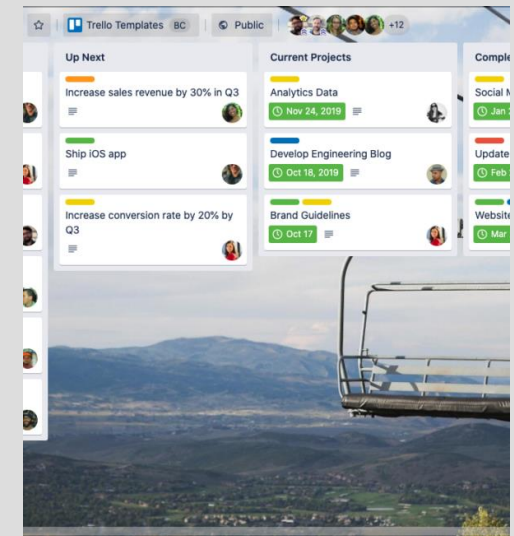 Trello Templates BC Public +12
Up Next
Increase sales revenue by 30% in Q3
Ship iOS app
Increase conversion rate by 20% by
Q3
Current Projects
Analytics Data
Nov 24, 2019
Develop Engineering Blog
Oct 18, 2019
Brand Guidelines
Oct 17
Comple
Social M
Jan
Update
Feb
Website
Mar